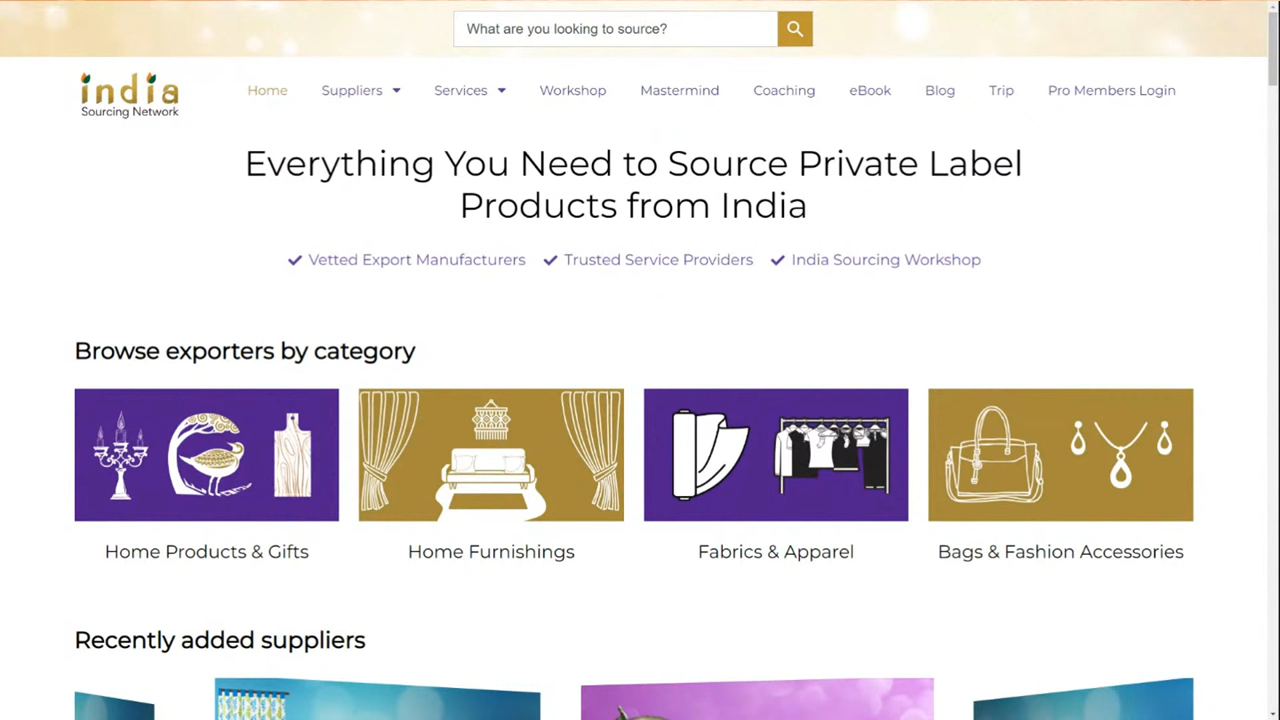 What are you looking to source?
india
Sourcing Network
Home Suppliers Services Workshop Mastermind Coaching eBook Blog Trip Pro Members Login
Everything You Need to Source Private Label
Products from India
Vetted Export Manufacturers Trusted Service Providers India Sourcing Workshop
Browse exporters by category
Home Products & Gifts Home Furnishings Fabrics & Apparel Bags & Fashion Accessories
Recently added suppliers